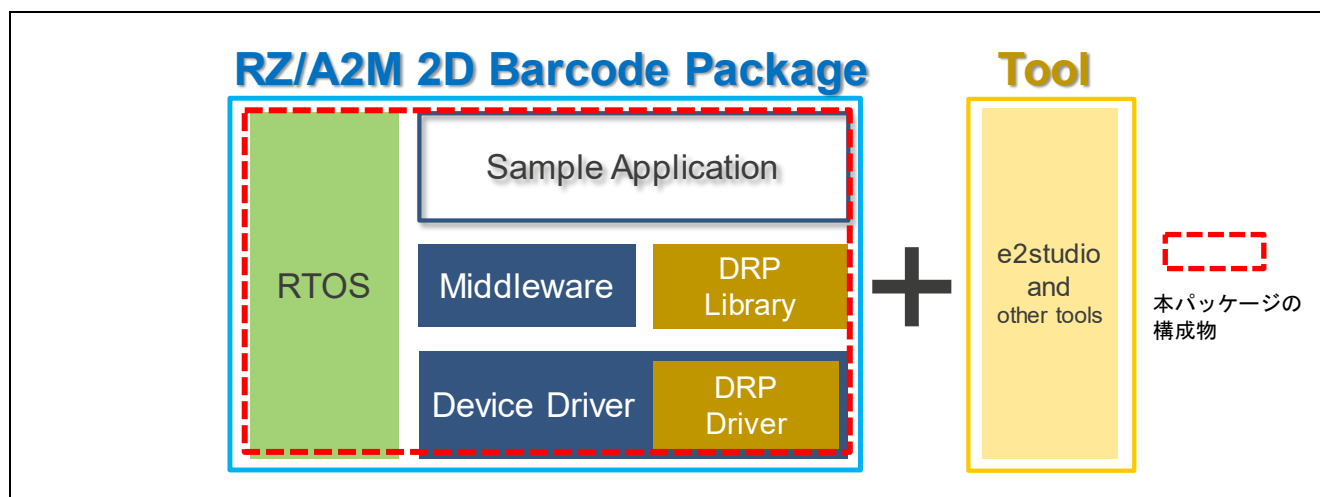 RZ/A2M 2D Barcode Package
Tool
RTOS
Sample Application
Middleware
DRP
Library
Device Driver
DRP
Driver
e2studio
and
other tools
本パッケージの
構成物